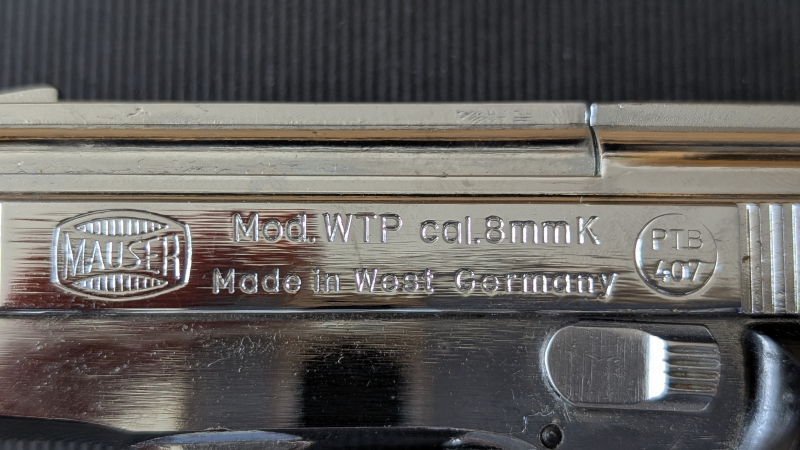 MAUSER
Mod. WTP cal. 8mm K
Made in West Germany
PTB
407